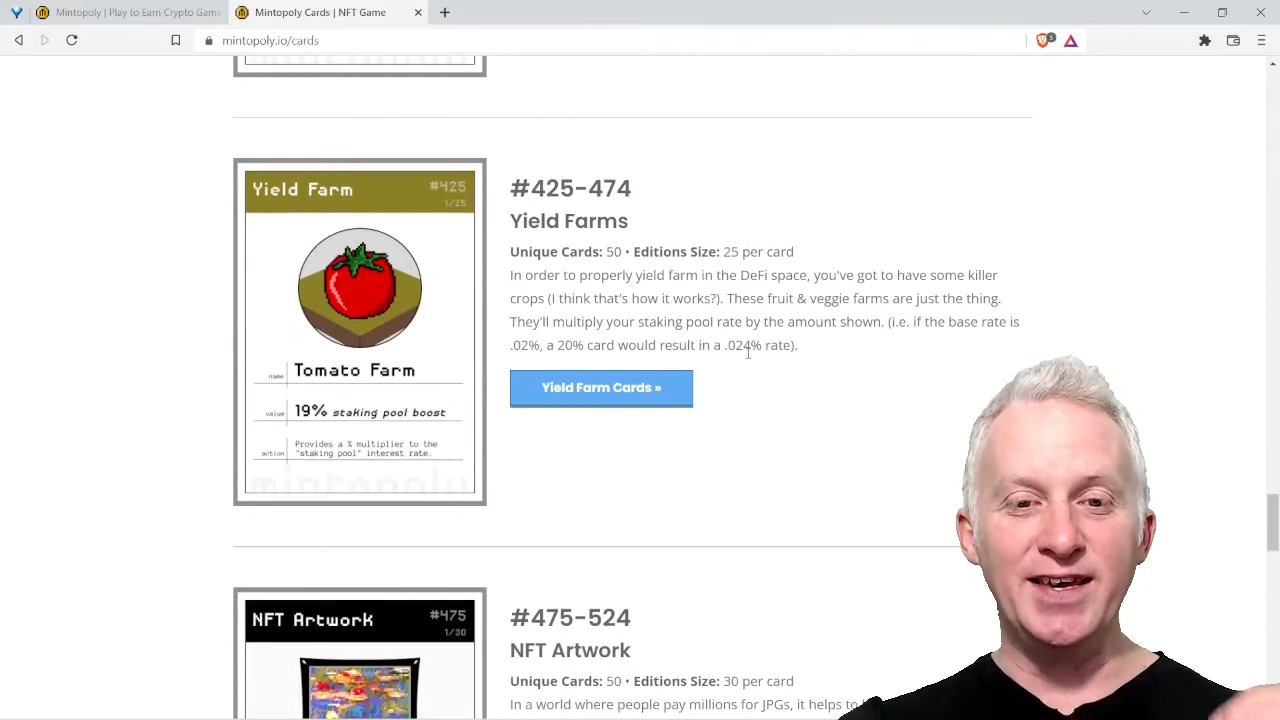 Mintopoly | Play to Earn Crypto Game
Mintopoly Cards | NFT Game
mintopoly.io/cards
5
Yield Farm
#425
1/25
name Tomato Farm
value 19% staking pool boost
action Provides a % multiplier to the
"staking pool" interest rate.
mintopoly
#425-474
Yield Farms
Unique Cards: 50 • Editions Size: 25 per card
In order to properly yield farm in the DeFi space, you've got to have some killer
crops (I think that's how it works?). These fruit & veggie farms are just the thing.
They'll multiply your staking pool rate by the amount shown. (i.e. if the base rate is
.02%, a 20% card would result in a .024% rate).
Yield Farm Cards »
NFT Artwork
#475
1/30
#475-524
NFT Artwork
Unique Cards: 50 • Editions Size: 30 per card
In a world where people pay millions for JPGs, it helps to